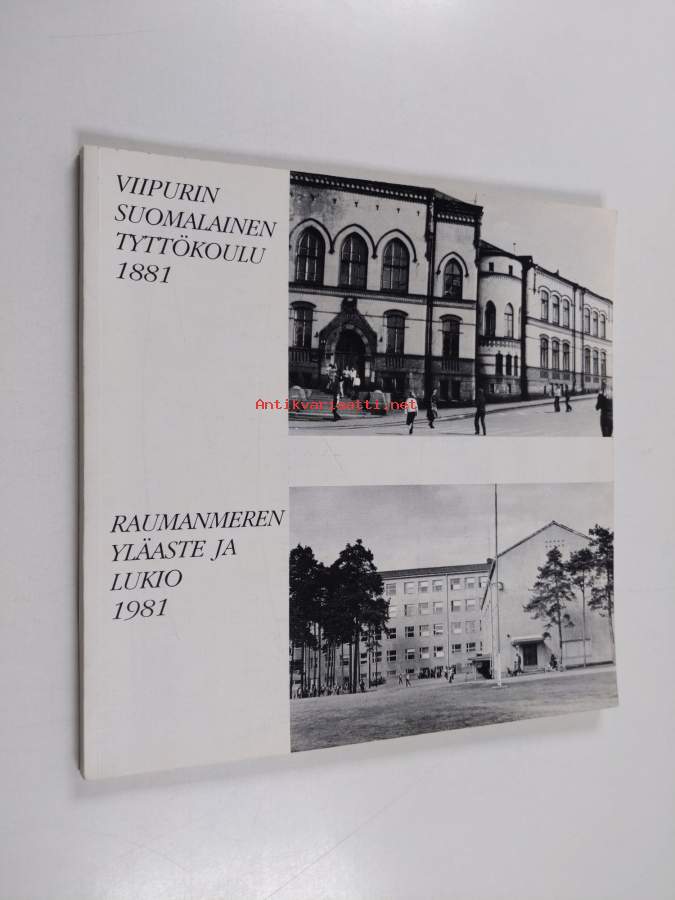 VIIPURIN
SUOMALAINEN
TYTTÖKOULU
1881
Antikvariaatti.net
RAUMANMEREN
YLÄASTE JA
LUKIO
1981